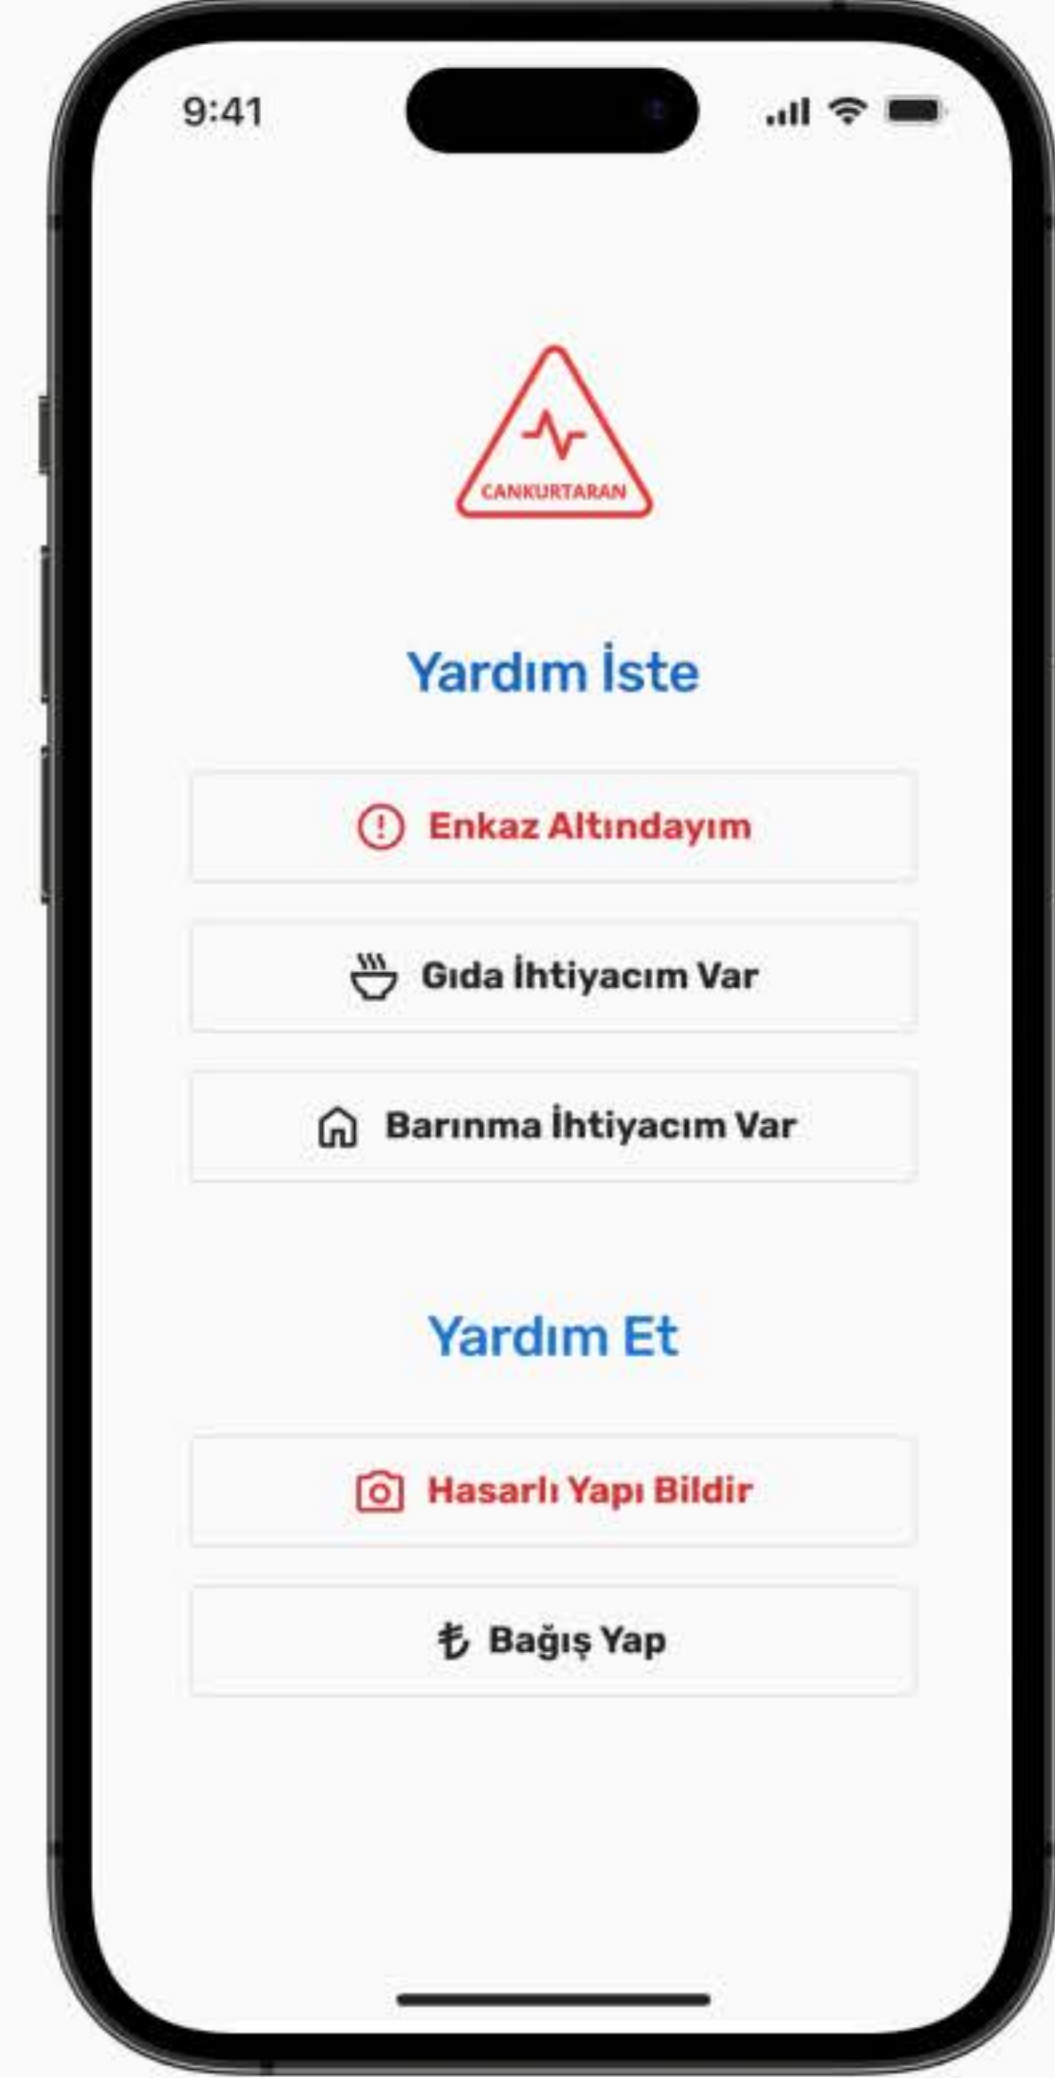 9:41
CANKURTARAN
Yardım İste
Enkaz Altındayım
Gıda İhtiyacım Var
Barınma İhtiyacım Var
Yardım Et
Hasarlı Yapı Bildir
₺ Bağış Yap